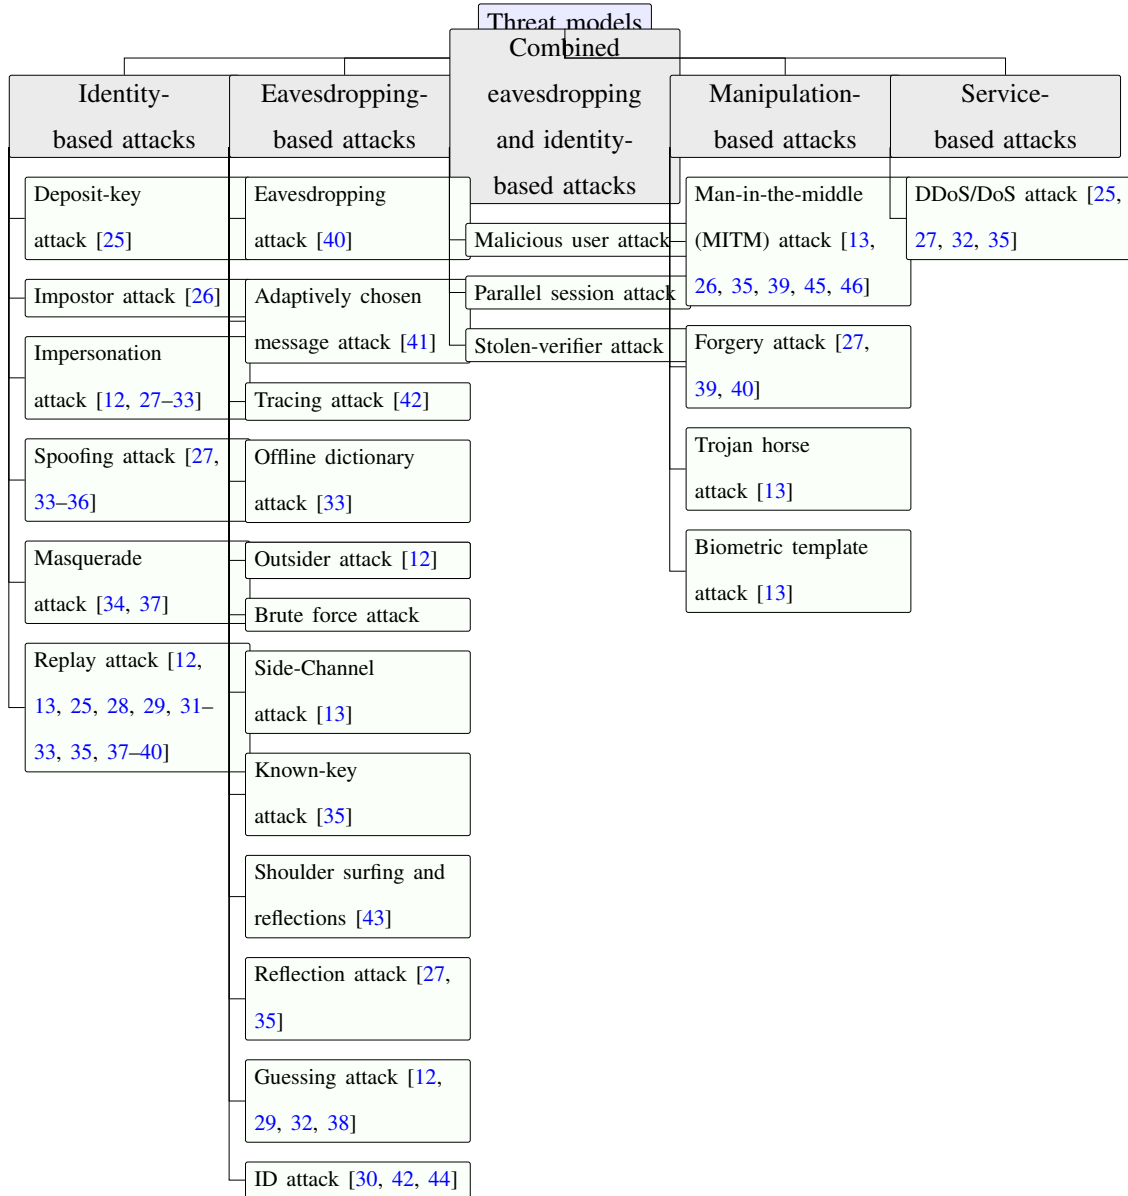 Threat models
Identity-
based attacks
Deposit-key
attack [25]
Impostor attack [26]
Impersonation
attack [12, 27–33]
Spoofing attack [27,
33–36]
Masquerade
attack [34, 37]
Replay attack [12,
13, 25, 28, 29, 31–
33, 35, 37–40]
Eavesdropping-
based attacks
Eavesdropping
attack [40]
Adaptively chosen
message attack [41]
Tracing attack [42]
Offline dictionary
attack [33]
Outsider attack [12]
Brute force attack
Side-Channel
attack [13]
Known-key
attack [35]
Shoulder surfing and
reflections [43]
Reflection attack [27,
35]
Guessing attack [12,
29, 32, 38]
ID attack [30, 42, 44]
Combined
eavesdropping
and identity-
based attacks
Malicious user attack
Parallel session attack
Stolen-verifier attack
Manipulation-
based attacks
Man-in-the-middle
(MITM) attack [13,
26, 35, 39, 45, 46]
Forgery attack [27,
39, 40]
Trojan horse
attack [13]
Biometric template
attack [13]
Service-
based attacks
DDoS/DoS attack [25,
27, 32, 35]